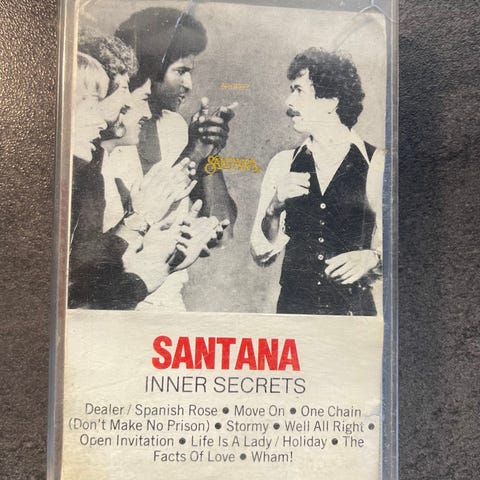 SANTANA
INNER SECRETS
Dealer / Spanish Rose • Move On • One Chain
(Don't Make No Prison) • Stormy • Well All Right •
Open Invitation • Life Is A Lady / Holiday • The
Facts Of Love • Wham!